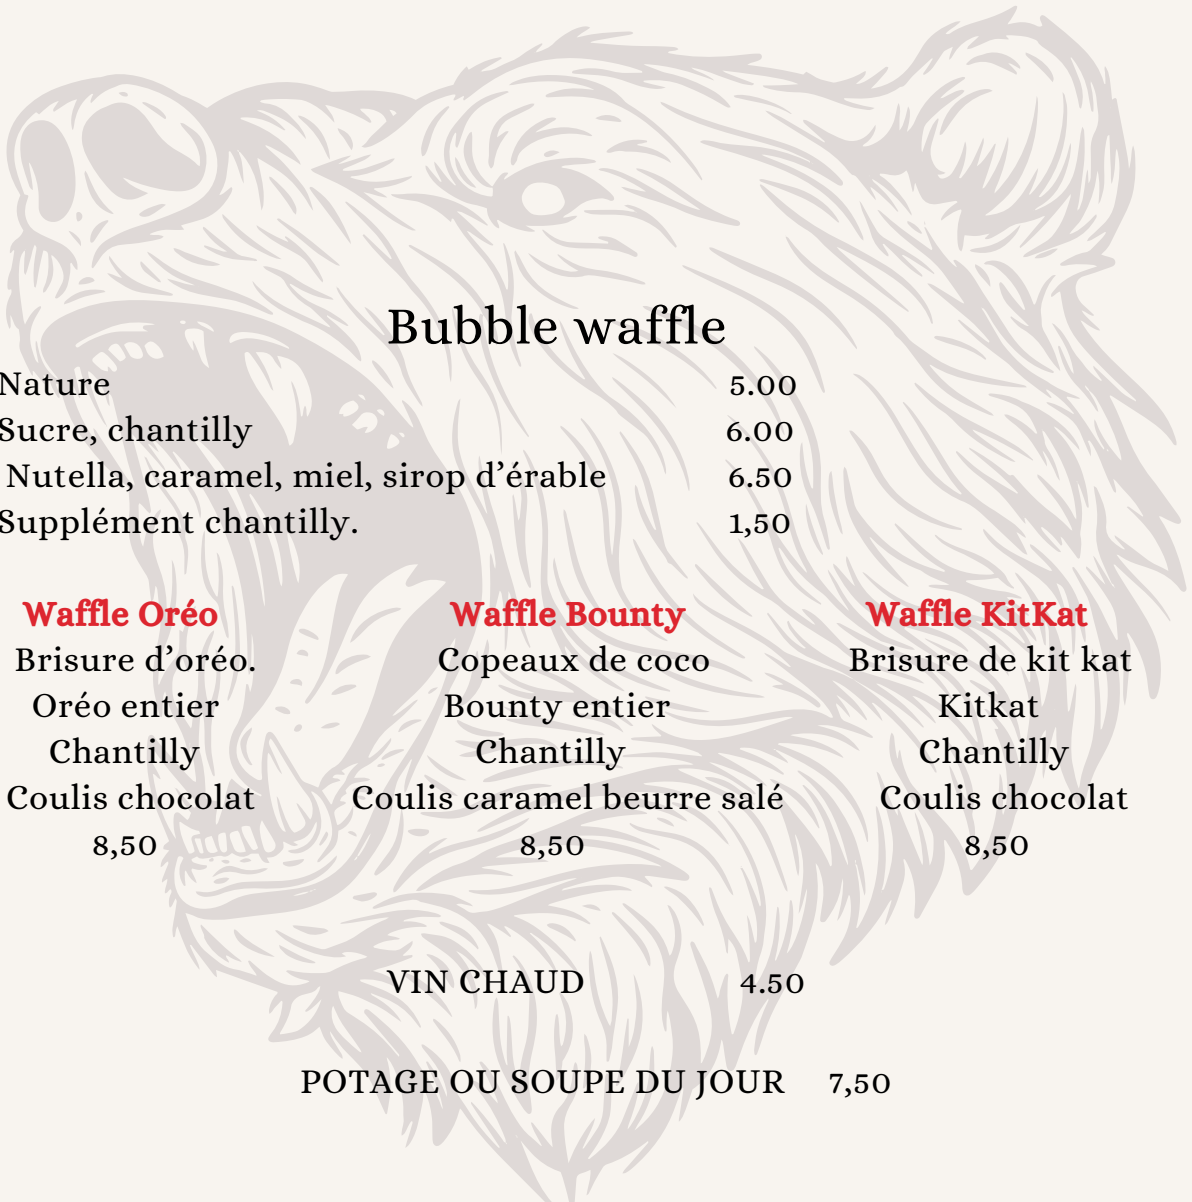 Bubble waffle
Nature 5.00
Sucre, chantilly 6.00
Nutella, caramel, miel, sirop d’érable 6.50
Supplément chantilly. 1,50
Waffle Oréo Waffle Bounty Waffle KitKat
Brisure d’oréo. Copeaux de coco Brisure de kit kat
Oréo entier Bounty entier Kitkat
Chantilly Chantilly Chantilly
Coulis chocolat Coulis caramel beurre salé Coulis chocolat
8,50 8,50 8,50
VIN CHAUD 4.50
POTAGE OU SOUPE DU JOUR 7,50